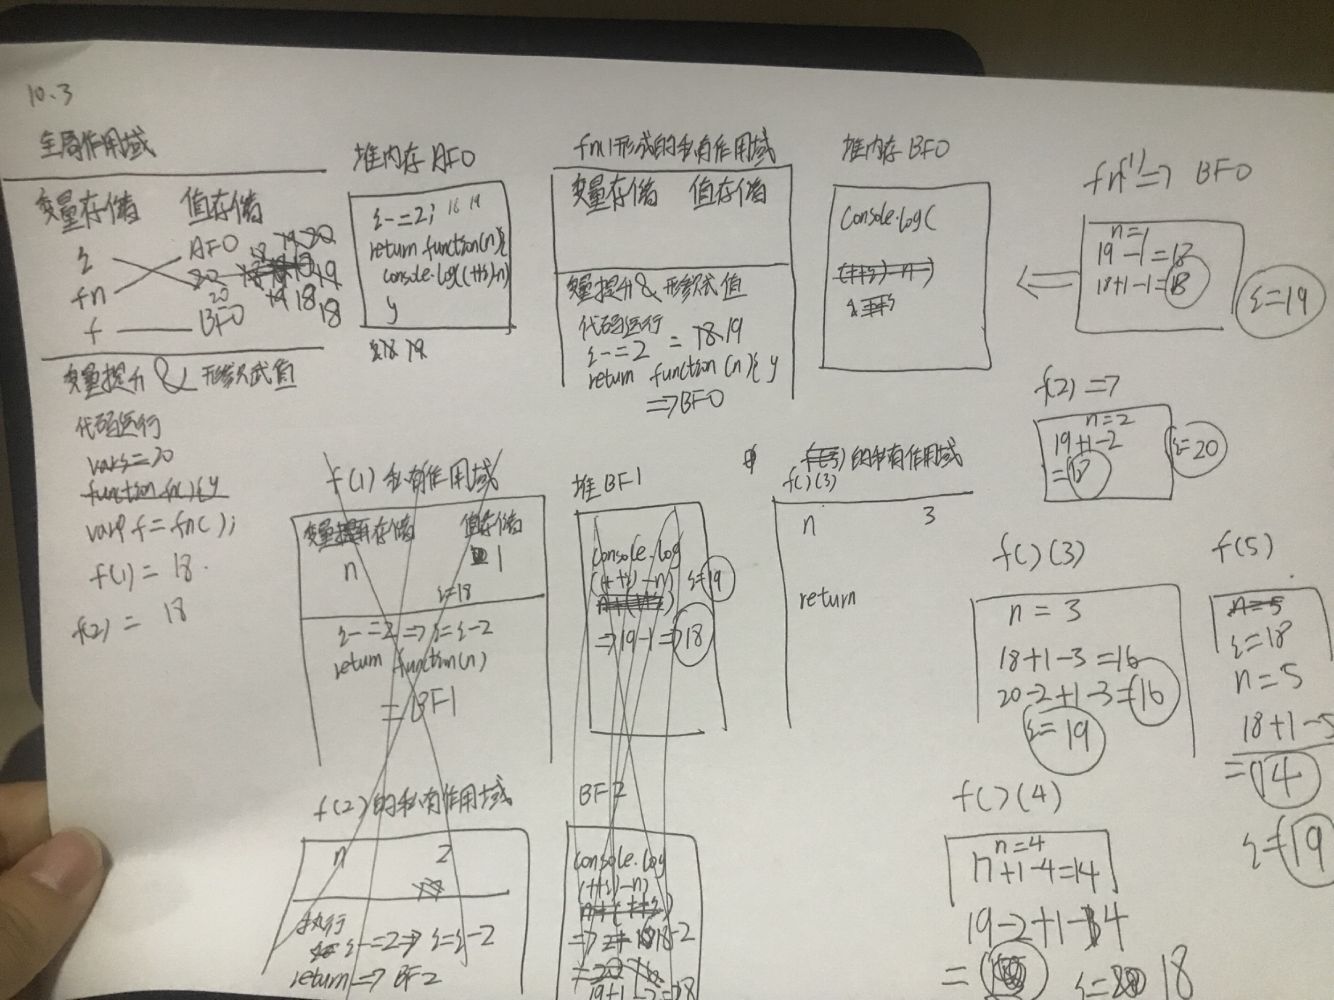 10.3
全局作用域
变量存储 值存储
AFO
fn
BFO
f
变量提升 & 形参赋值
代码运行
var s=20
function fn(){}
var f=fn();
f(1)= 18.
f(2)= 18
堆内存 AFO
s-=2;
return function(n){
console.log((++s)-n)
}
fn1形成的私有作用域
变量存储 值存储
变量提升 & 形参赋值
代码运行
s-=2 = 18 19
return function(n){ }
=>BFO
堆内存 BFO
console.log(
fn(1) => BFO
n=1
19-1=18
18+1-1=18
s=19
f(2) =>
n=2
19+1-2
=18
s=20
f(1)私有作用域
变量存储 值存储
n 1
s=18
s-=2 => s=s-2
return function(n)
= BF1
堆 BF1
console.log
(++s)-n)
s=19
=>19-1=>18
的私有作用域
f()(3)
n 3
return
f()(3)
n=3
18+1-3=16
20-2+1-3=16
s=19
f(5)
n=5
s=18
n=5
18+1-5
=14
s=19
f(2)的私有作用域
n 2
执行
s-=2=> s=s-2
return => BF2
BF2
console.log
(++s)-n)
19+1-2=>18
f()(4)
n=4
17+1-4=14
19-2+1-4
=
s= 18